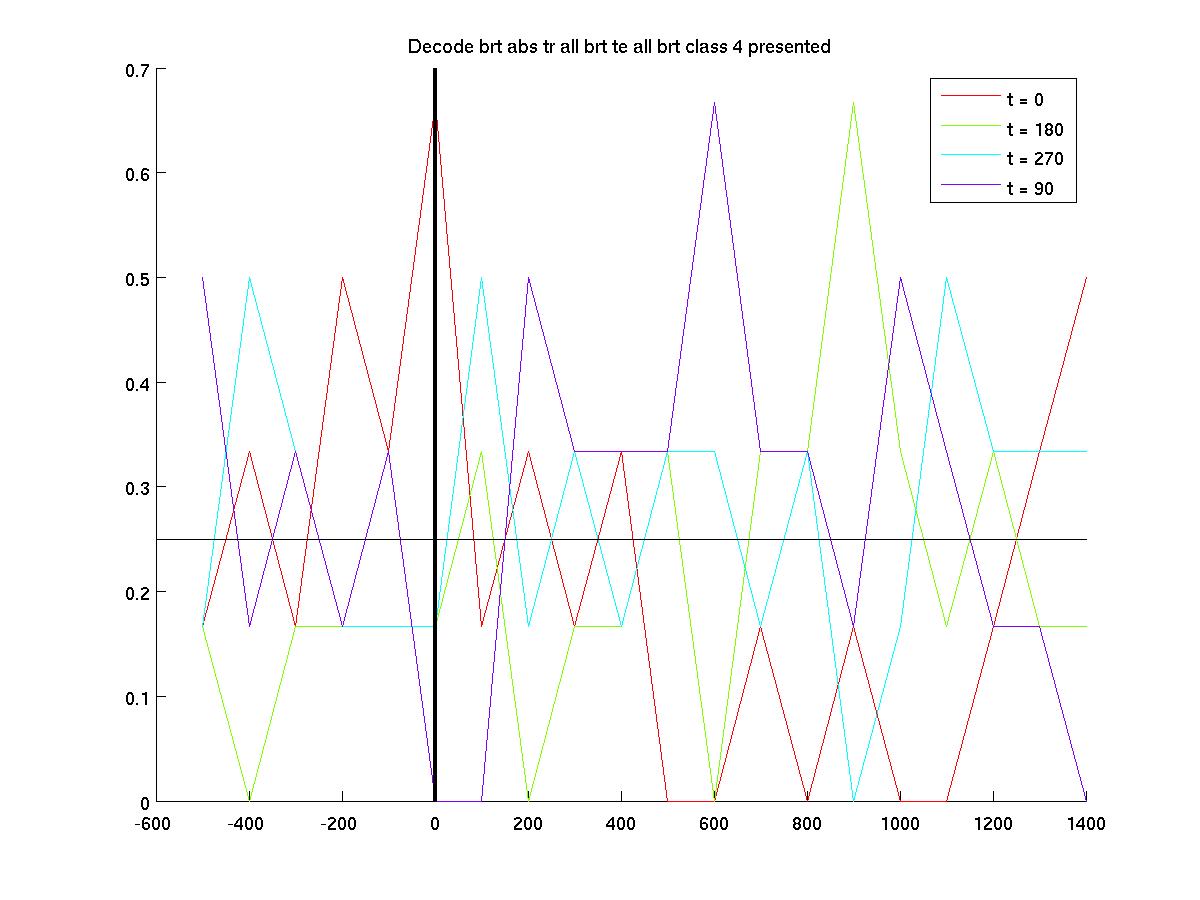 Decode brt abs tr all brt te all brt class 4 presented
0.7
0.6
0.5
0.4
0.3
0.2
0.1
0
t = 0
t = 180
t = 270
t = 90
-600 -400 -200 0 200 400 600 800 1000 1200 1400